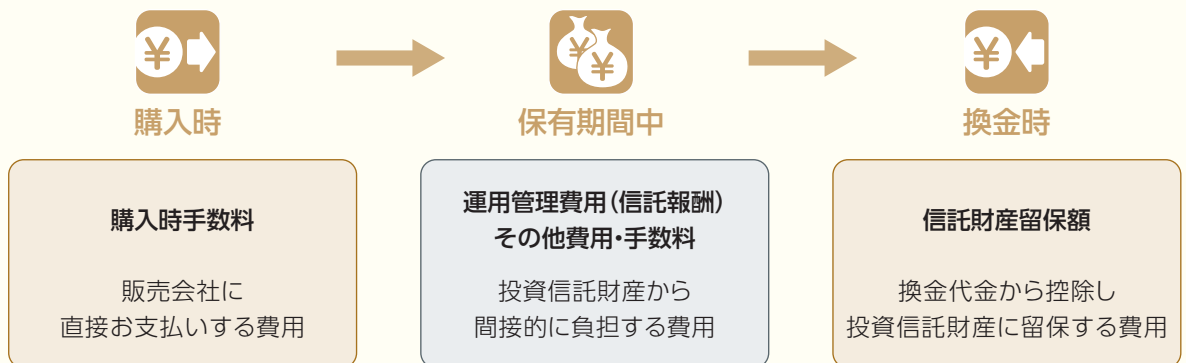 ¥
¥
¥
¥
購入時
保有期間中
換金時
購入時手数料
販売会社に
直接お支払いする費用
運用管理費用(信託報酬)
その他費用・手数料
投資信託財産から
間接的に負担する費用
信託財産留保額
換金代金から控除し
投資信託財産に留保する費用